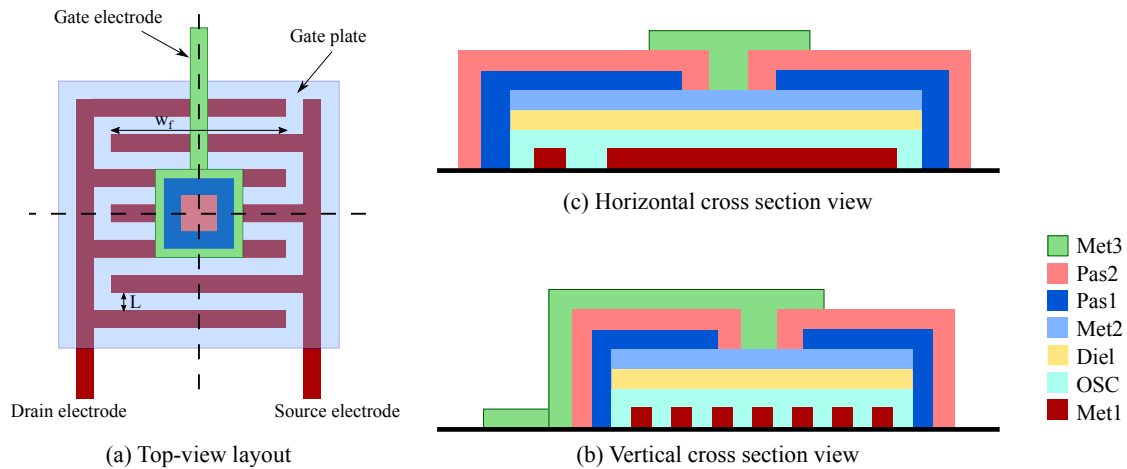 Gate electrode
Gate plate
w_f
L
Drain electrode
Source electrode
(a) Top-view layout
(c) Horizontal cross section view
(b) Vertical cross section view
Met3
Pas2
Pas1
Met2
Diel
OSC
Met1